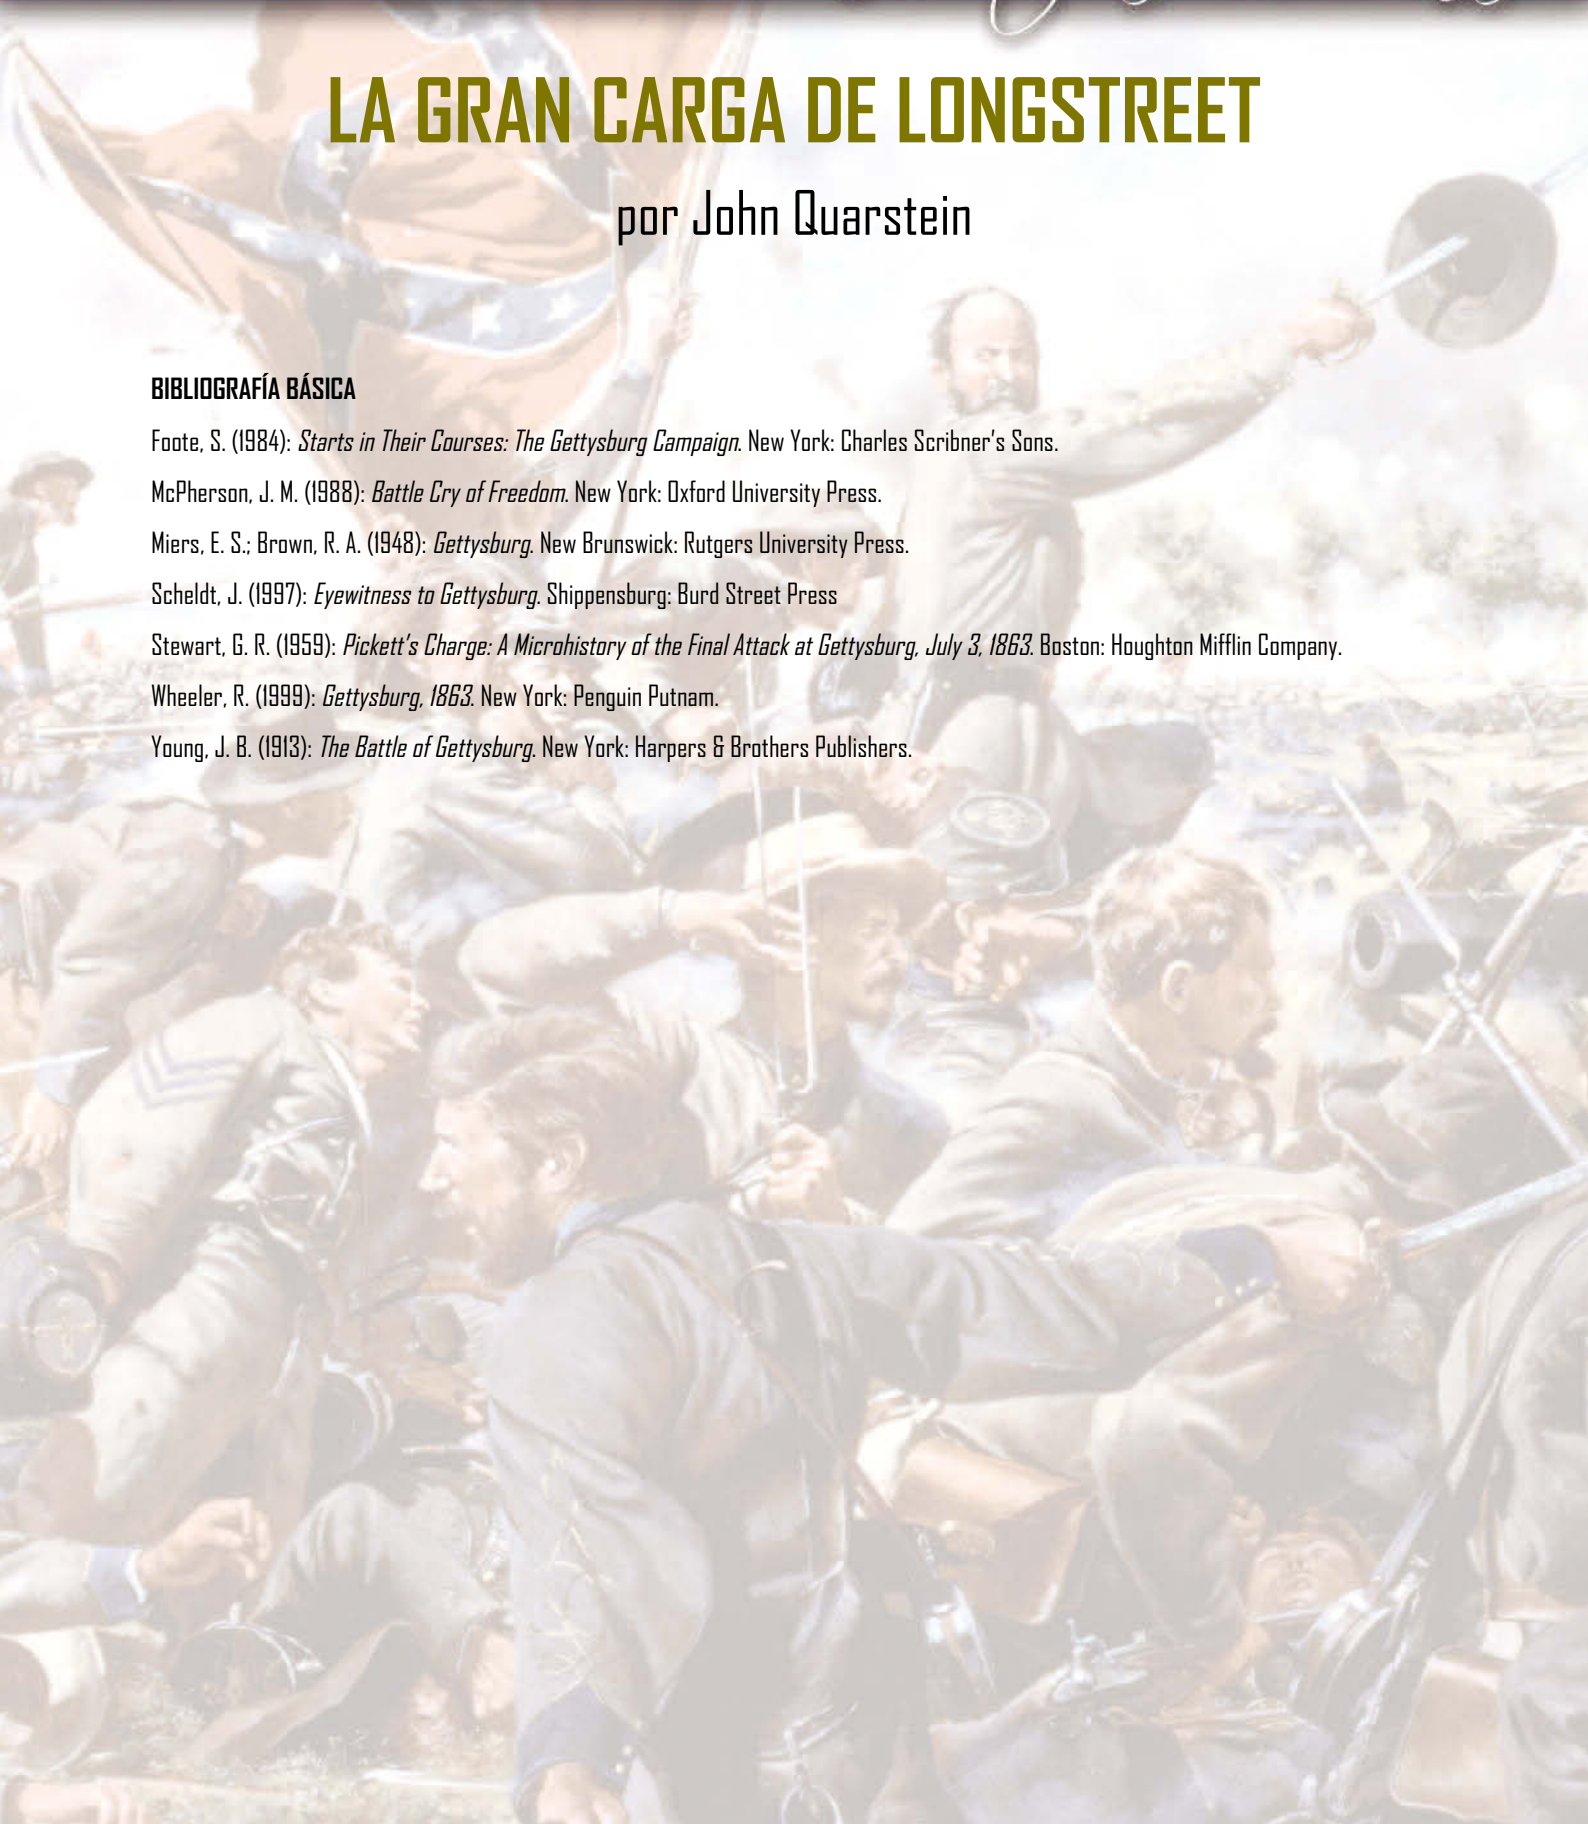 LA GRAN CARGA DE LONGSTREET
por John Quarstein
BIBLIOGRAFÍA BÁSICA
Foote, S. (1984): Starts in Their Courses: The Gettysburg Campaign. New York: Charles Scribner's Sons.
McPherson, J. M. (1988): Battle Cry of Freedom. New York: Oxford University Press.
Miers, E. S.; Brown, R. A. (1948): Gettysburg. New Brunswick: Rutgers University Press.
Scheldt, J. (1997): Eyewitness to Gettysburg. Shippensburg: Burd Street Press
Stewart, G. R. (1959): Pickett's Charge: A Microhistory of the Final Attack at Gettysburg, July 3, 1863. Boston: Houghton Mifflin Company.
Wheeler, R. (1999): Gettysburg, 1863. New York: Penguin Putnam.
Young, J. B. (1913): The Battle of Gettysburg. New York: Harpers & Brothers Publishers.